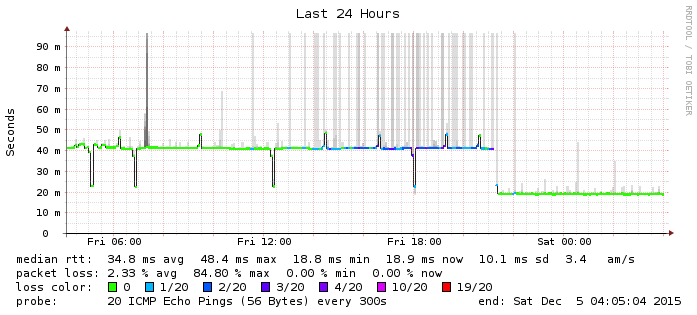 Last 24 Hours
RRDTOOL / TOBI OETIKER
Seconds
90 m
80 m
70 m
60 m
50 m
40 m
30 m
20 m
10 m
0
Fri 06:00 Fri 12:00 Fri 18:00 Sat 00:00
median rtt: 34.8 ms avg 48.4 ms max 18.8 ms min 18.9 ms now 10.1 ms sd 3.4 am/s
packet loss: 2.33 % avg 84.80 % max 0.00 % min 0.00 % now
loss color: 0 1/20 2/20 3/20 4/20 10/20 19/20
probe: 20 ICMP Echo Pings (56 Bytes) every 300s end: Sat Dec 5 04:05:04 2015